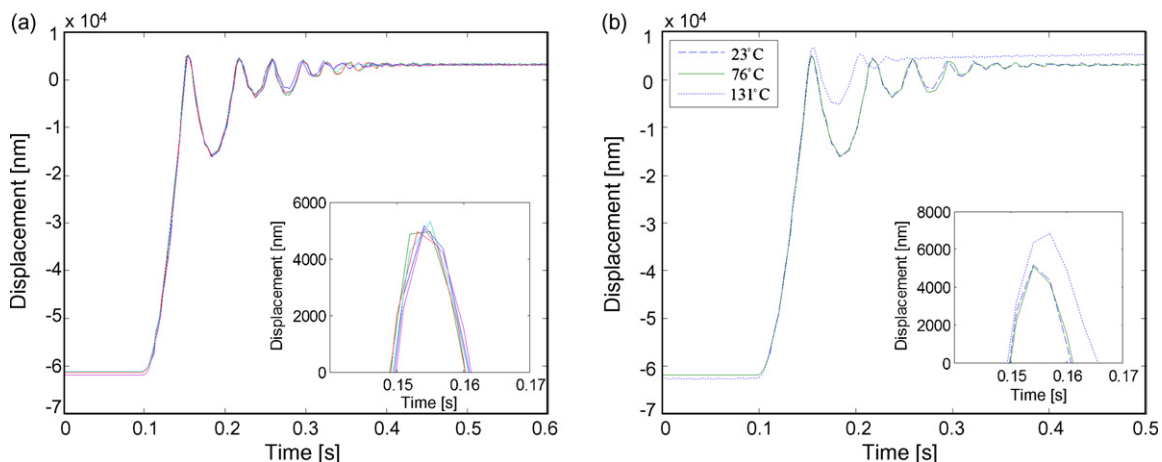 (a)
x 10⁴
1
0
-1
-2
-3
-4
-5
-6
-7
Displacement [nm]
0 0.1 0.2 0.3 0.4 0.5 0.6
Time [s]
6000
4000
2000
0
Displacement [nm]
0.15 0.16 0.17
Time [s]
(b)
x 10⁴
1
0
-1
-2
-3
-4
-5
-6
-7
Displacement [nm]
23°C
76°C
131°C
0 0.1 0.2 0.3 0.4 0.5
Time [s]
8000
6000
4000
2000
0
Displacement [nm]
0.15 0.16 0.17
Time [s]